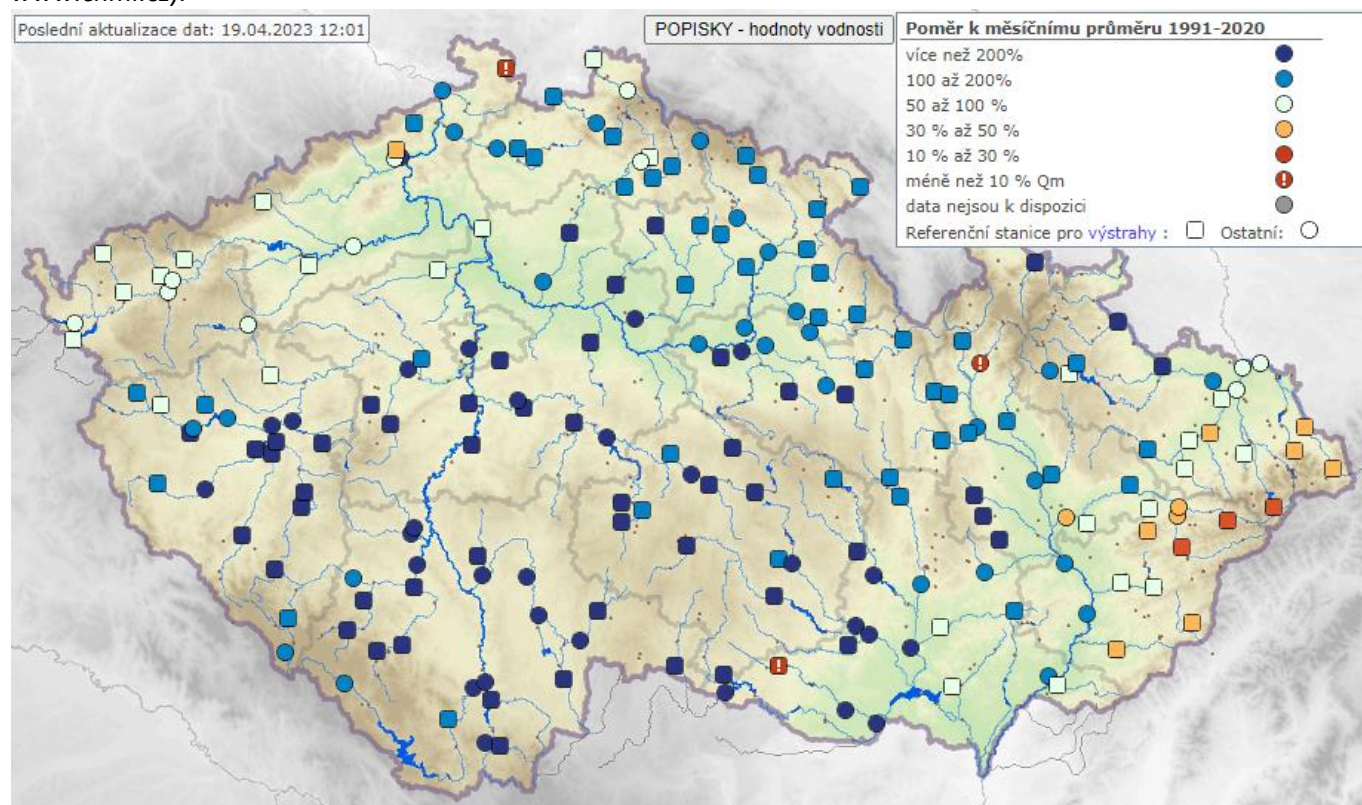 Poslední aktualizace dat: 19.04.2023 12:01
POPISKY - hodnoty vodnosti
Poměr k měsíčnímu průměru 1991-2020
více než 200%
100 až 200%
50 až 100 %
30 % až 50 %
10 % až 30 %
méně než 10 % Qm
data nejsou k dispozici
Referenční stanice pro výstrahy : Ostatní: